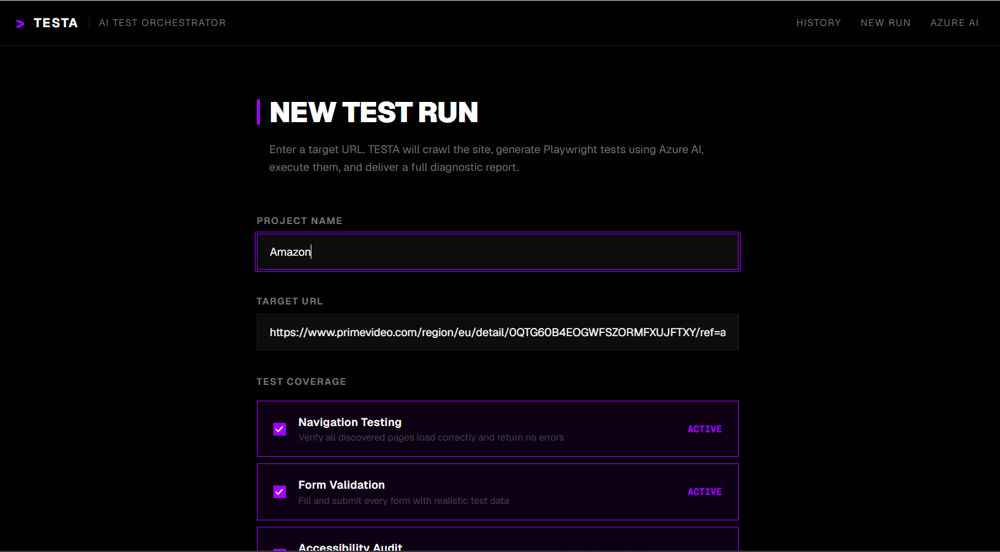 > TESTA
AI TEST ORCHESTRATOR
HISTORY
NEW RUN
AZURE AI
NEW TEST RUN
Enter a target URL. TESTA will crawl the site, generate Playwright tests using Azure AI,
execute them, and deliver a full diagnostic report.
PROJECT NAME
Amazon
TARGET URL
https://www.primevideo.com/region/eu/detail/0QTG60B4EOGWFSZORMFXUJFTXY/ref=a
TEST COVERAGE
Navigation Testing
Verify all discovered pages load correctly and return no errors
ACTIVE
Form Validation
Fill and submit every form with realistic test data
ACTIVE
Accessibility Audit